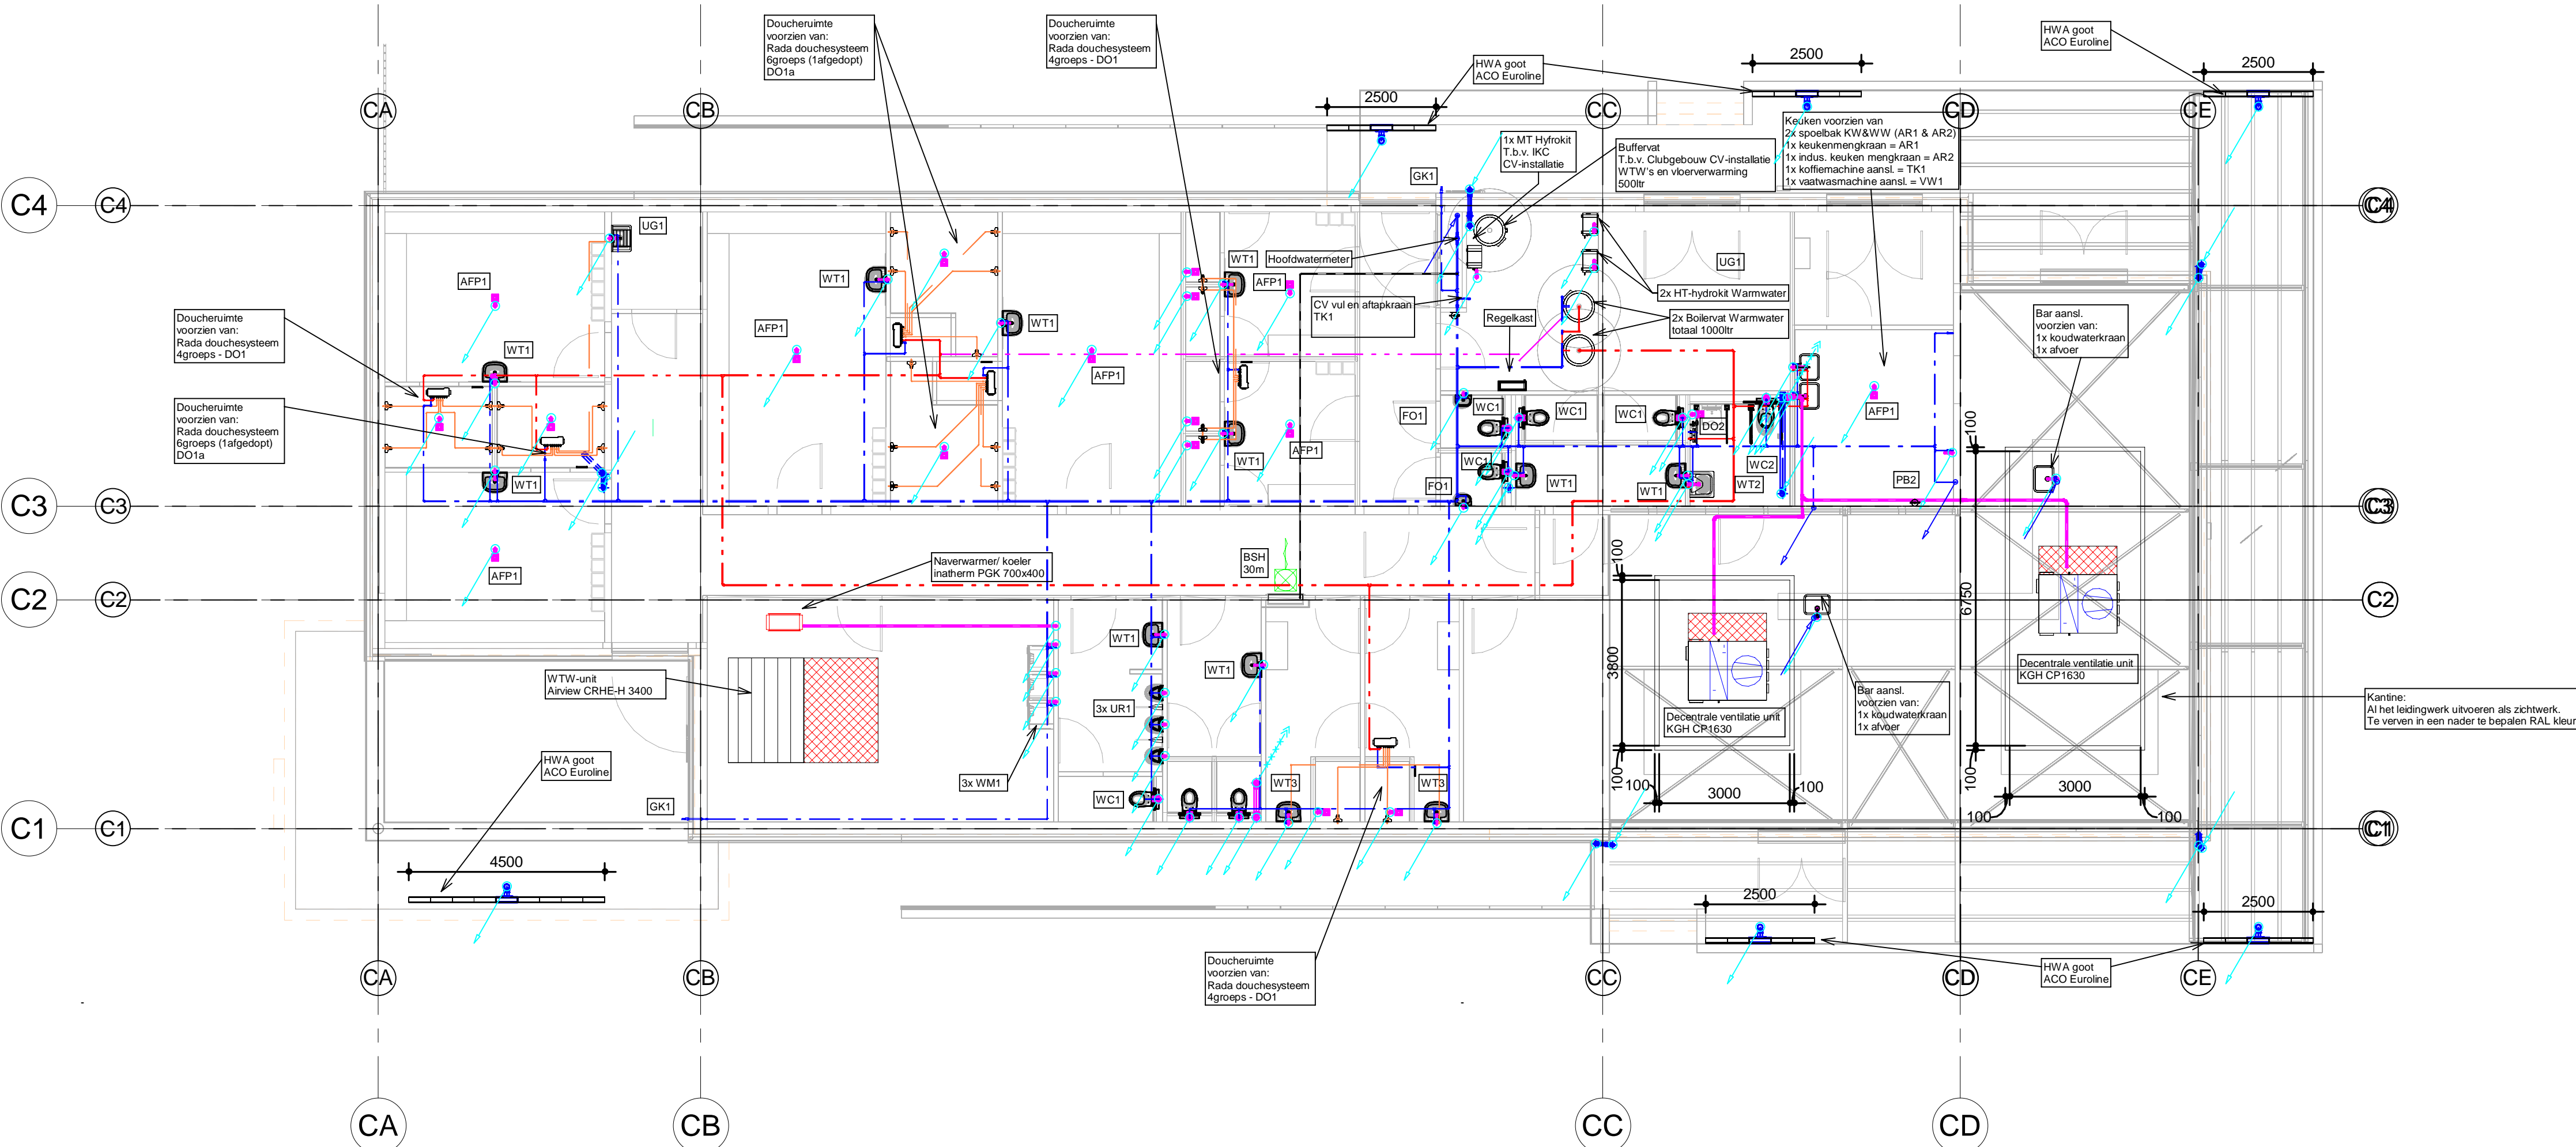 Doucheruimte
voorzien van:
Rada douchesysteem
6groeps (1afgedopt)
DO1a
Doucheruimte
voorzien van:
Rada douchesysteem
4groeps - DO1
HWA goot
ACO Euroline
2500
2500
HWA goot
ACO Euroline
2500
CA
CB
CC
CD
CE
1x MT Hyfrokit
T.b.v. IKC
CV-installatie
Buffervat
T.b.v. Clubgebouw CV-installatie
WTW's en vloerverwarming
500ltr
Keuken voorzien van
2x spoelbak KW&WW (AR1 & AR2)
1x keukenmengkraan = AR1
1x indus. keuken mengkraan = AR2
1x koffiemachine aansl. = TK1
1x vaatwasmachine aansl. = VW1
GK1
C4
C4
C4
UG1
WT1
WT1
AFP1
AFP1
Hoofdwatermeter
UG1
2x HT-hydrokit Warmwater
CV vul en aftapkraan
TK1
Regelkast
2x Boilervat Warmwater
totaal 1000ltr
Bar aansl.
voorzien van:
1x koudwaterkraan
1x afvoer
Doucheruimte
voorzien van:
Rada douchesysteem
4groeps - DO1
WT1
AFP1
WT1
AFP1
Doucheruimte
voorzien van:
Rada douchesysteem
6groeps (1afgedopt)
DO1a
FO1
WC1
WC1
WC1
DO2
AFP1
100
WT1
AFP1
WC1
WC2
WT1
FO1
WT1
WT1
WT2
PB2
C3
C3
C3
AFP1
Naverwarmer/ koeler
inatherm PGK 700x400
BSH
30m
100
C2
C2
C2
6750
3800
WT1
WT1
WTW-unit
Airview CRHE-H 3400
3x UR1
Decentrale ventilatie unit
KGH CP1630
Bar aansl.
voorzien van:
1x koudwaterkraan
1x afvoer
Decentrale ventilatie unit
KGH CP1630
Kantine:
Al het leidingwerk uitvoeren als zichtwerk.
Te verven in een nader te bepalen RAL kleur
HWA goot
ACO Euroline
3x WM1
WC1
WT3
WT3
100
100
3000
100
100
3000
100
100
GK1
C1
C1
C1
4500
2500
2500
Doucheruimte
voorzien van:
Rada douchesysteem
4groeps - DO1
HWA goot
ACO Euroline
CA
CB
CC
CD
CE
CA
CB
CC
CD